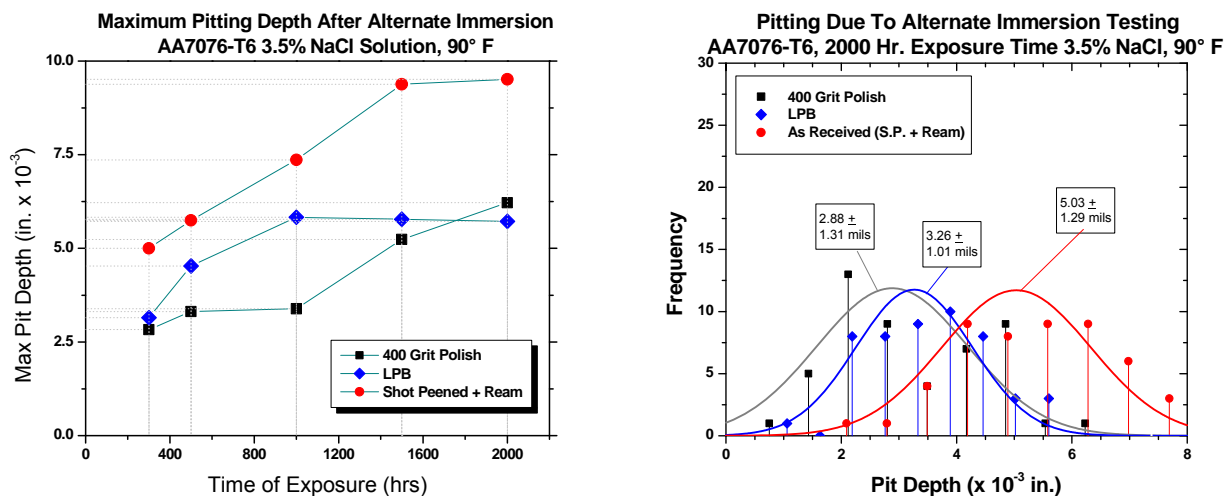 Maximum Pitting Depth After Alternate Immersion
AA7076-T6 3.5% NaCl Solution, 90° F
10.0
7.5
5.0
2.5
0.0
Max Pit Depth (in. x 10-3)
400 Grit Polish
LPB
Shot Peened + Ream
0 400 800 1200 1600 2000
Time of Exposure (hrs)
Pitting Due To Alternate Immersion Testing
AA7076-T6, 2000 Hr. Exposure Time 3.5% NaCl, 90° F
30
25
20
15
10
5
0
Frequency
400 Grit Polish
LPB
As Received (S.P. + Ream)
2.88 ±
1.31 mils
3.26 ±
1.01 mils
5.03 ±
1.29 mils
0 2 4 6 8
Pit Depth (x 10-3 in.)